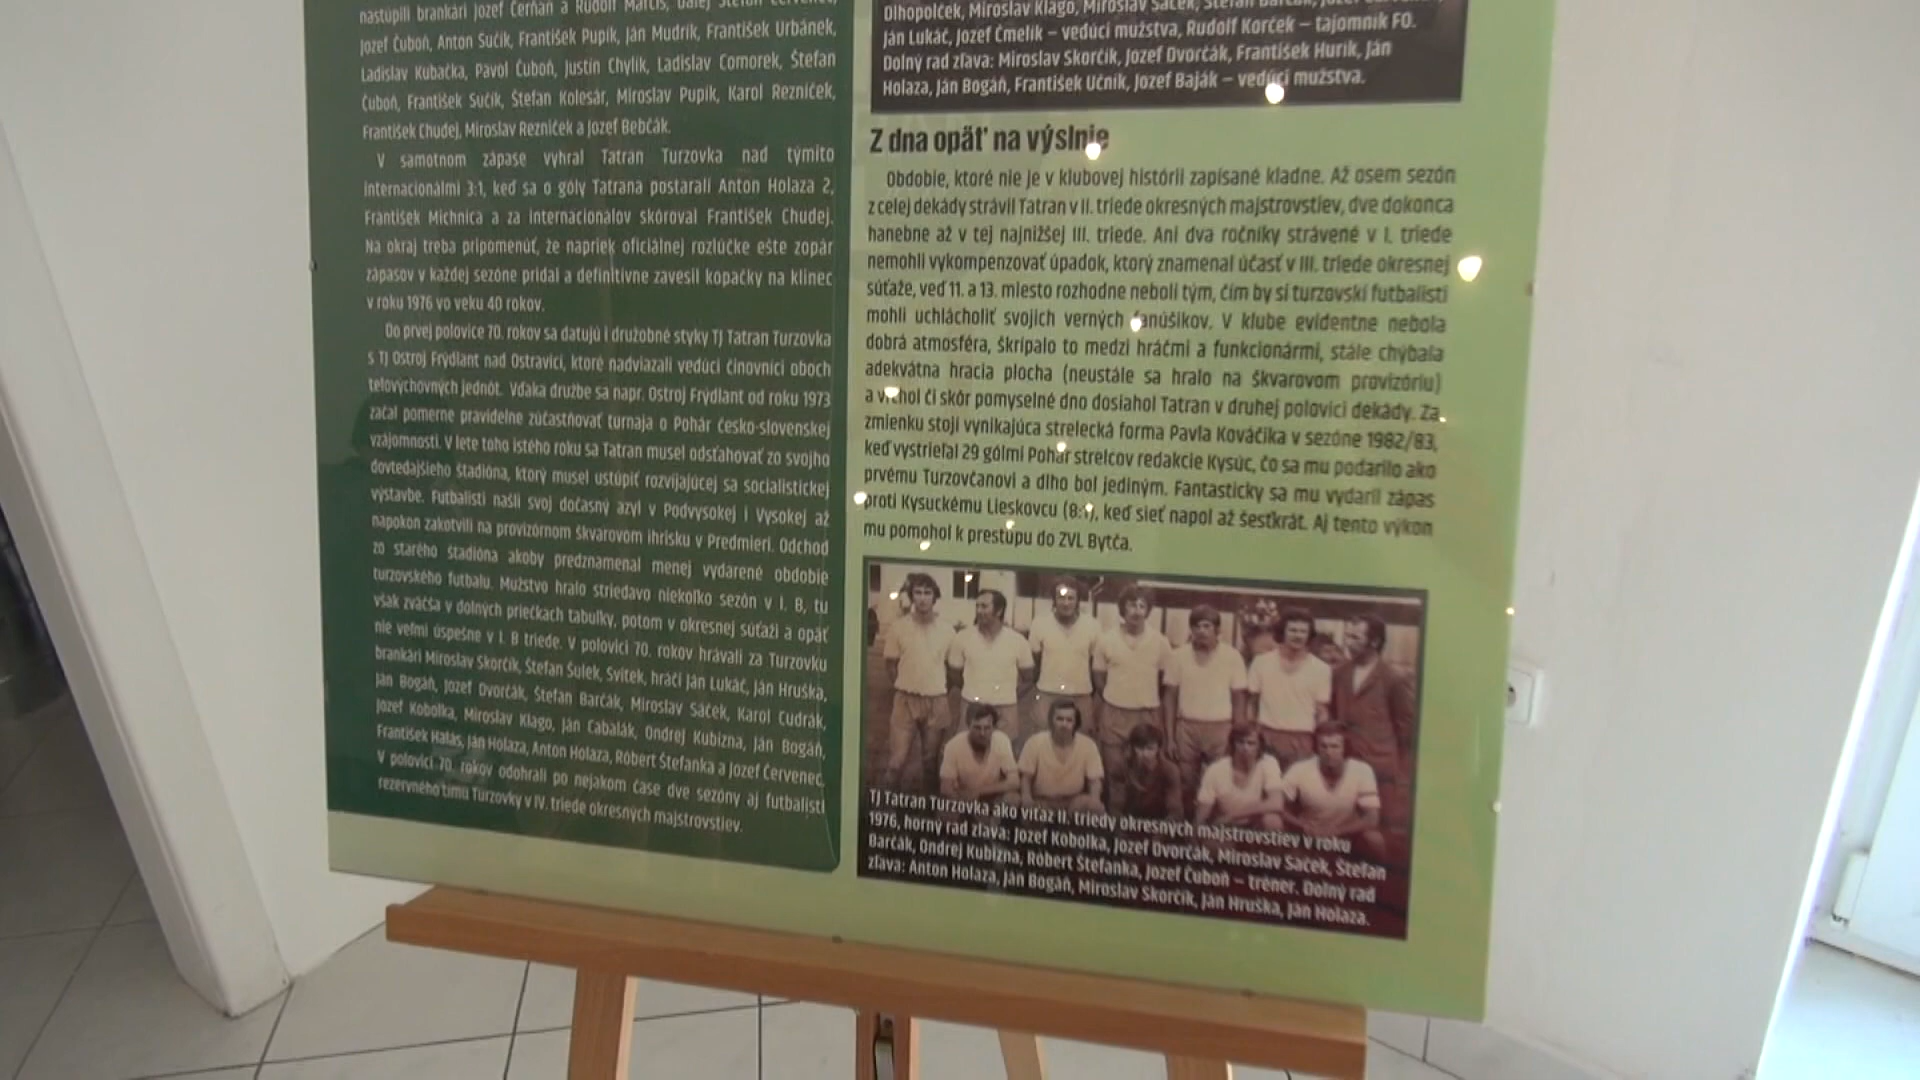 nastúpili brankári Jozef Čerňan a Rudolf
Jozef Čuboň, Anton Sučík, František Pupík, Ján Mudrík, František Urbánek,
Ladislav Kubačka, Pavol Čuboň, Justín Chylík, Ladislav Comorek, Štefan
Čuboň, František Sučík, Štefan Kolesár, Miroslav Pupík, Karol Rezníček,
František Chudej, Miroslav Rezníček a Jozef Bebčák.
V samotnom zápase vyhral Tatran Turzovka nad týmito
internacionálmi 3:1, keď sa o góly Tatrana postarali Anton Holaza 2,
František Michnica a za internacionálov skóroval František Chudej.
Na okraj treba pripomenúť, že napriek oficiálnej rozlúčke ešte zopár
zápasov v každej sezóne pridal a definitívne zavesil kopačky na klinec
v roku 1976 vo veku 40 rokov.
Do prvej polovice 70. rokov sa datujú i družobné styky TJ Tatran Turzovka
s TJ Ostroj Frýdlant nad Ostravicí, ktoré nadviazali vedúci činovníci oboch
telovýchovných jednôt. Vďaka družbe sa napr. Ostroj Frýdlant od roku 1973
začal pomerne pravidelne zúčastňovať turnaja o Pohár česko-slovenskej
vzájomnosti. V lete toho istého roku sa Tatran musel odsťahovať zo svojho
dovtedajšieho štadióna, ktorý musel ustúpiť rozvíjajúcej sa socialistickej
výstavbe. Futbalisti našli svoj dočasný azyl v Podvysokej i Vysokej až
napokon zakotvili na provizórnom škvarovom ihrisku v Predmieri. Odchod
zo starého štadióna akoby predznamenal menej vydarené obdobie
turzovského futbalu. Mužstvo hralo striedavo niekoľko sezón v I. B, tu
však zväčša v dolných priečkach tabuľky, potom v okresnej súťaži a opäť
nie veľmi úspešne v I. B triede. V polovici 70. rokov hrávali za Turzovku
brankári Miroslav Skorčík, Štefan Šulek, Svitek, hráči Ján Lukáč, Ján Hruška,
Ján Bogáň, Jozef Dvorčák, Štefan Barčák, Miroslav Sáček, Karol Cudrák,
Jozef Kobolka, Miroslav Klago, Ján Cabalák, Ondrej Kubizna, Ján Bogáň,
František Halás, Ján Holaza, Anton Holaza, Róbert Štefanka a Jozef Červenec.
V polovici 70. rokov odohrali po nejakom čase dve sezóny aj futbalisti
rezervného tímu Turzovky v IV. triede okresných majstrovstiev.
Dlhopolček, Miroslav Klago, Miroslav Sáček, Štefan Barčák,
Ján Lukáč, Jozef Čmelík – vedúci mužstva, Rudolf Korček – tajomník FO.
Dolný rad zľava: Miroslav Skorčík, Jozef Dvorčák, František Hurík, Ján
Holaza, Ján Bogáň, František Učník, Jozef Baják – vedúci mužstva.
Z dna opäť na výslnie
Obdobie, ktoré nie je v klubovej histórii zapísané kladne. Až osem sezón
z celej dekády strávil Tatran v II. triede okresných majstrovstiev, dve dokonca
hanebne až v tej najnižšej III. triede. Ani dva ročníky strávené v I. triede
nemohli vykompenzovať úpadok, ktorý znamenal účasť v III. triede okresnej
súťaže, veď 11. a 13. miesto rozhodne neboli tým, čím by si turzovskí futbalisti
mohli uchlácholiť svojich verných fanúšikov. V klube evidentne nebola
dobrá atmosféra, škrípalo to medzi hráčmi a funkcionármi, stále chýbala
adekvátna hracia plocha (neustále sa hralo na škvarovom provizóriu)
a vrchol či skôr pomyselné dno dosiahol Tatran v druhej polovici dekády. Za
zmienku stojí vynikajúca strelecká forma Pavla Kováčika v sezóne 1982/83,
keď vystrieľal 29 gólmi Pohár strelcov redakcie Kysúc, čo sa mu podarilo ako
prvému Turzovčanovi a dlho bol jediným. Fantasticky sa mu vydaril zápas
proti Kysuckému Lieskovcu (8:1), keď sieť napol až šesťkrát. Aj tento výkon
mu pomohol k prestupu do ZVL Bytča.
TJ Tatran Turzovka ako víťaz II. triedy okresných majstrovstiev v roku
1976, horný rad zľava: Jozef Kobolka, Jozef Dvorčák, Miroslav Sáček, Štefan
Barčák, Ondrej Kubizna, Róbert Štefanka, Jozef Čuboň – tréner. Dolný rad
zľava: Anton Holaza, Ján Bogáň, Miroslav Skorčík, Ján Hruška, Ján Holaza.